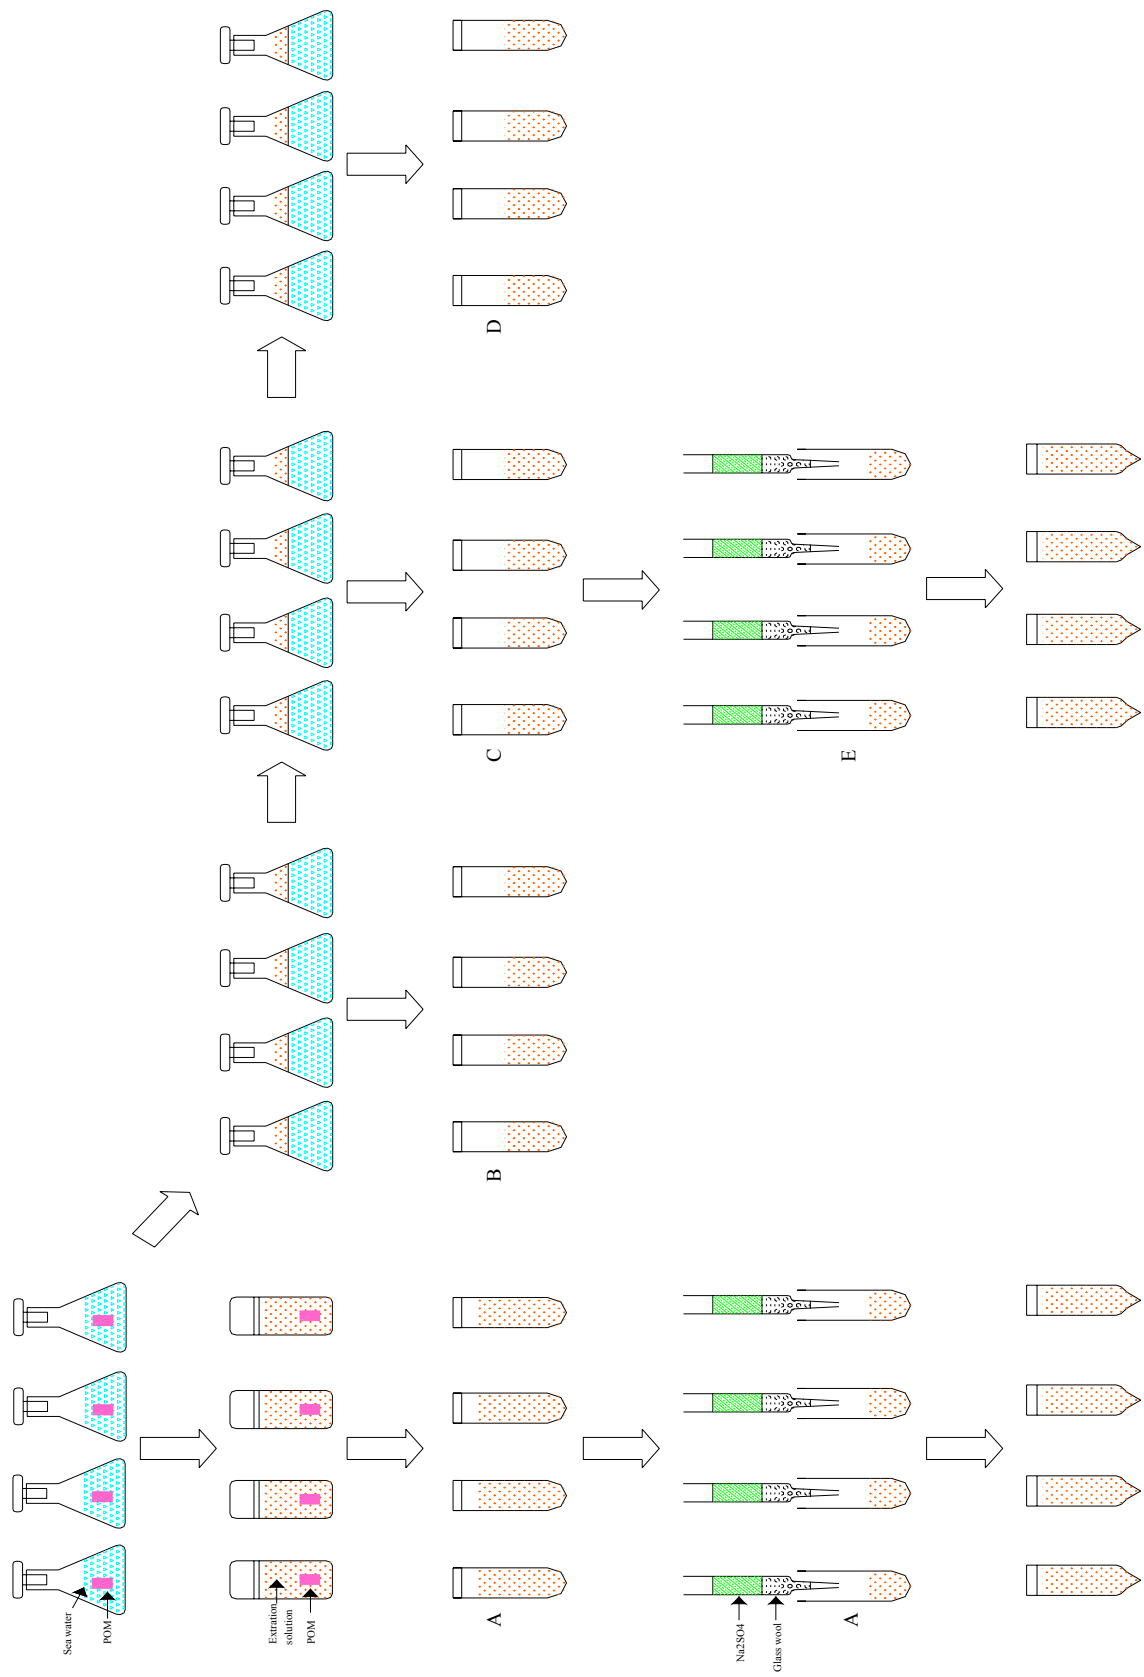 Sea water
POM
Extration
solution
POM
A
B
C
D
Na2SO4
Glass wool
A
E